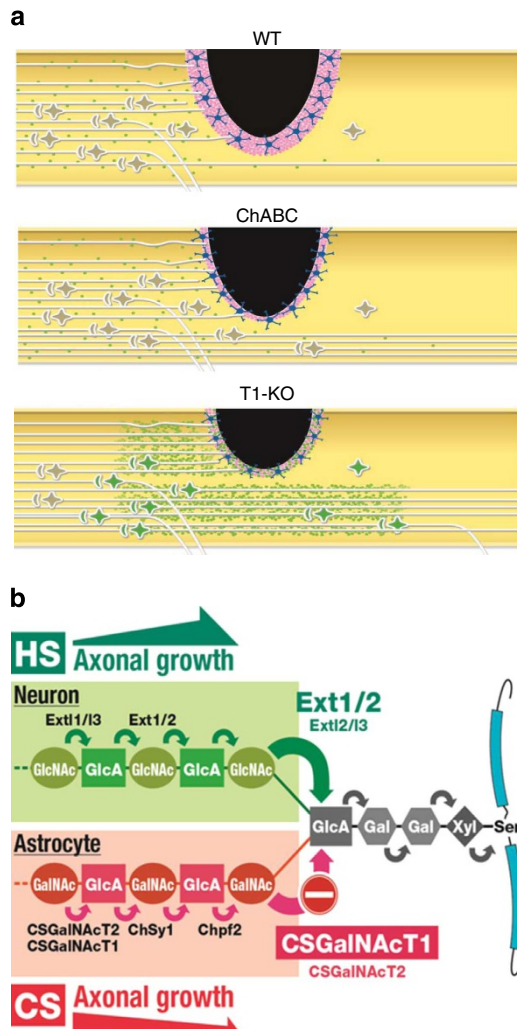 a
WT
ChABC
T1-KO
b
HS Axonal growth
Neuron
Extl1/l3 Ext1/2
GlcNAc GlcA GlcNAc GlcA GlcNAc
Ext1/2
Extl2/l3
GlcA Gal Gal Xyl Ser
Astrocyte
GalNAc GlcA GalNAc GlcA GalNAc
CSGalNAcT2 ChSy1 Chpf2
CSGalNAcT1
CSGalNAcT1
CSGalNAcT2
CS Axonal growth